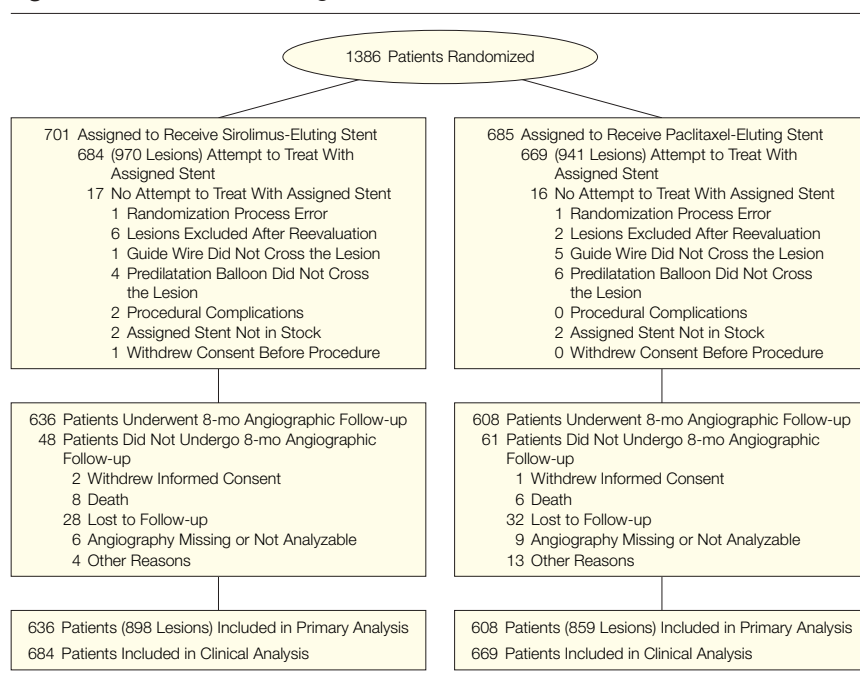 1386 Patients Randomized
701 Assigned to Receive Sirolimus-Eluting Stent
684 (970 Lesions) Attempt to Treat With
Assigned Stent
17 No Attempt to Treat With Assigned Stent
1 Randomization Process Error
6 Lesions Excluded After Reevaluation
1 Guide Wire Did Not Cross the Lesion
4 Predilatation Balloon Did Not Cross
the Lesion
2 Procedural Complications
2 Assigned Stent Not in Stock
1 Withdrew Consent Before Procedure
685 Assigned to Receive Paclitaxel-Eluting Stent
669 (941 Lesions) Attempt to Treat With
Assigned Stent
16 No Attempt to Treat With Assigned Stent
1 Randomization Process Error
2 Lesions Excluded After Reevaluation
5 Guide Wire Did Not Cross the Lesion
6 Predilatation Balloon Did Not Cross
the Lesion
0 Procedural Complications
2 Assigned Stent Not in Stock
0 Withdrew Consent Before Procedure
636 Patients Underwent 8-mo Angiographic Follow-up
48 Patients Did Not Undergo 8-mo Angiographic
Follow-up
2 Withdrew Informed Consent
8 Death
28 Lost to Follow-up
6 Angiography Missing or Not Analyzable
4 Other Reasons
608 Patients Underwent 8-mo Angiographic Follow-up
61 Patients Did Not Undergo 8-mo Angiographic
Follow-up
1 Withdrew Informed Consent
6 Death
32 Lost to Follow-up
9 Angiography Missing or Not Analyzable
13 Other Reasons
636 Patients (898 Lesions) Included in Primary Analysis
684 Patients Included in Clinical Analysis
608 Patients (859 Lesions) Included in Primary Analysis
669 Patients Included in Clinical Analysis